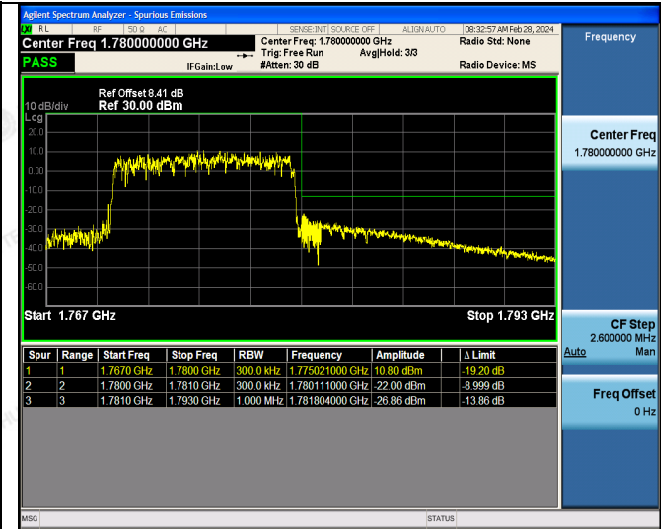 Agilent Spectrum Analyzer - Spurious Emissions
RL RF 50 Ω AC SENSE:INT SOURCE OFF ALIGN AUTO 08:32:57 AM Feb 28, 2024
Center Freq 1.780000000 GHz
Center Freq: 1.780000000 GHz
Radio Std: None
Trig: Free Run Avg|Hold: 3/3
PASS
IFGain:Low
#Atten: 30 dB
Radio Device: MS
Frequency
Ref Offset 8.41 dB
10 dB/div Ref 30.00 dBm
Log
20.0
10.0
0.00
-10.0
-20.0
-30.0
-40.0
-50.0
-60.0
Start 1.767 GHz Stop 1.793 GHz
Center Freq
1.780000000 GHz
CF Step
2.600000 MHz
Auto Man
Freq Offset
0 Hz
Spur Range Start Freq Stop Freq RBW Frequency Amplitude Δ Limit
1 1 1.7670 GHz 1.7800 GHz 300.0 kHz 1.775021000 GHz 10.80 dBm -19.20 dB
2 2 1.7800 GHz 1.7810 GHz 300.0 kHz 1.780111000 GHz -22.00 dBm -8.999 dB
3 3 1.7810 GHz 1.7930 GHz 1.000 MHz 1.781804000 GHz -26.86 dBm -13.86 dB
MSG STATUS